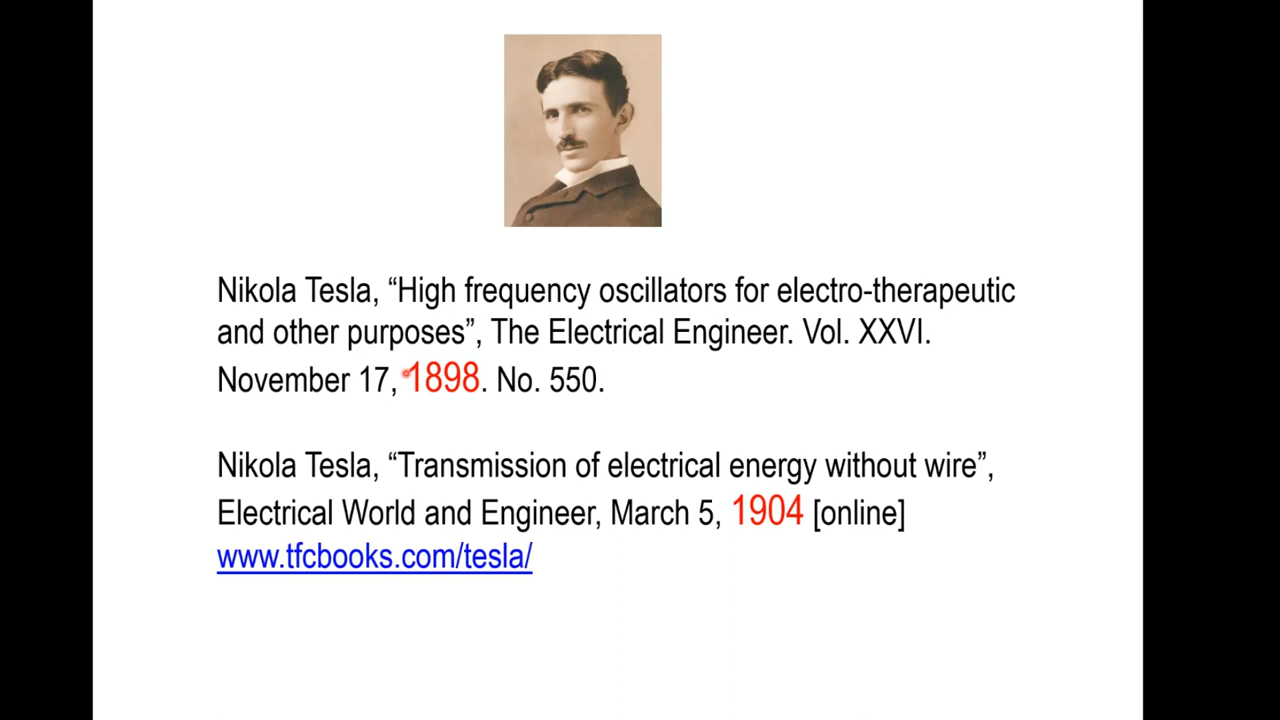 Nikola Tesla, “High frequency oscillators for electro-therapeutic
and other purposes”, The Electrical Engineer. Vol. XXVI.
November 17, 1898. No. 550.
Nikola Tesla, “Transmission of electrical energy without wire”,
Electrical World and Engineer, March 5, 1904 [online]
www.tfcbooks.com/tesla/